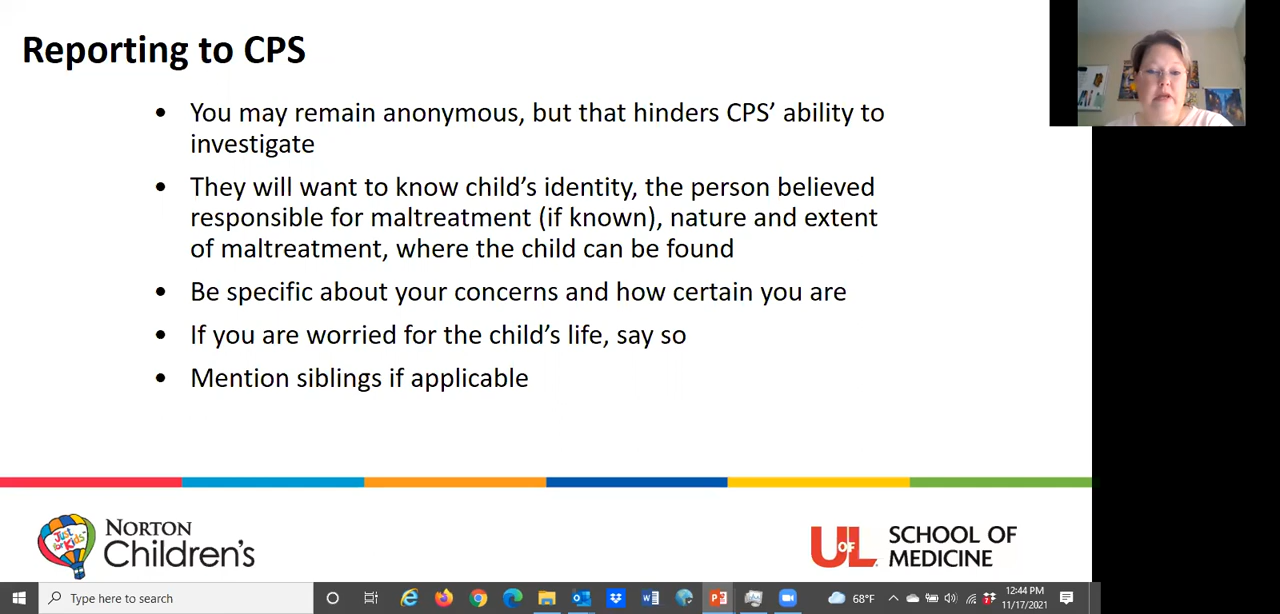 Reporting to CPS
• You may remain anonymous, but that hinders CPS’ ability to
investigate
• They will want to know child’s identity, the person believed
responsible for maltreatment (if known), nature and extent
of maltreatment, where the child can be found
• Be specific about your concerns and how certain you are
• If you are worried for the child’s life, say so
• Mention siblings if applicable
Just for Kids
NORTON
Children’s
UofL
SCHOOL OF
MEDICINE
Type here to search
68°F
12:44 PM
11/17/2021